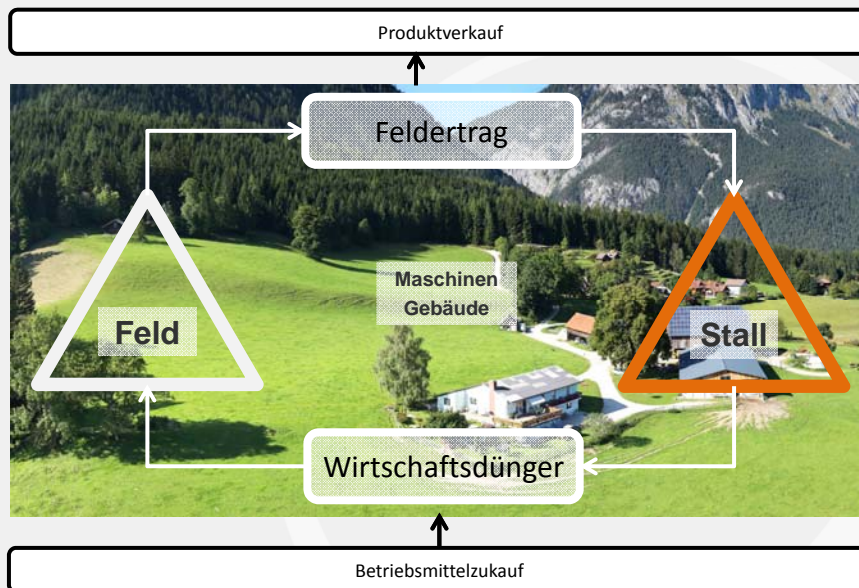 Produktverkauf
Feldertrag
Maschinen
Gebäude
Feld
Stall
Wirtschaftsdünger
Betriebsmittelzukauf